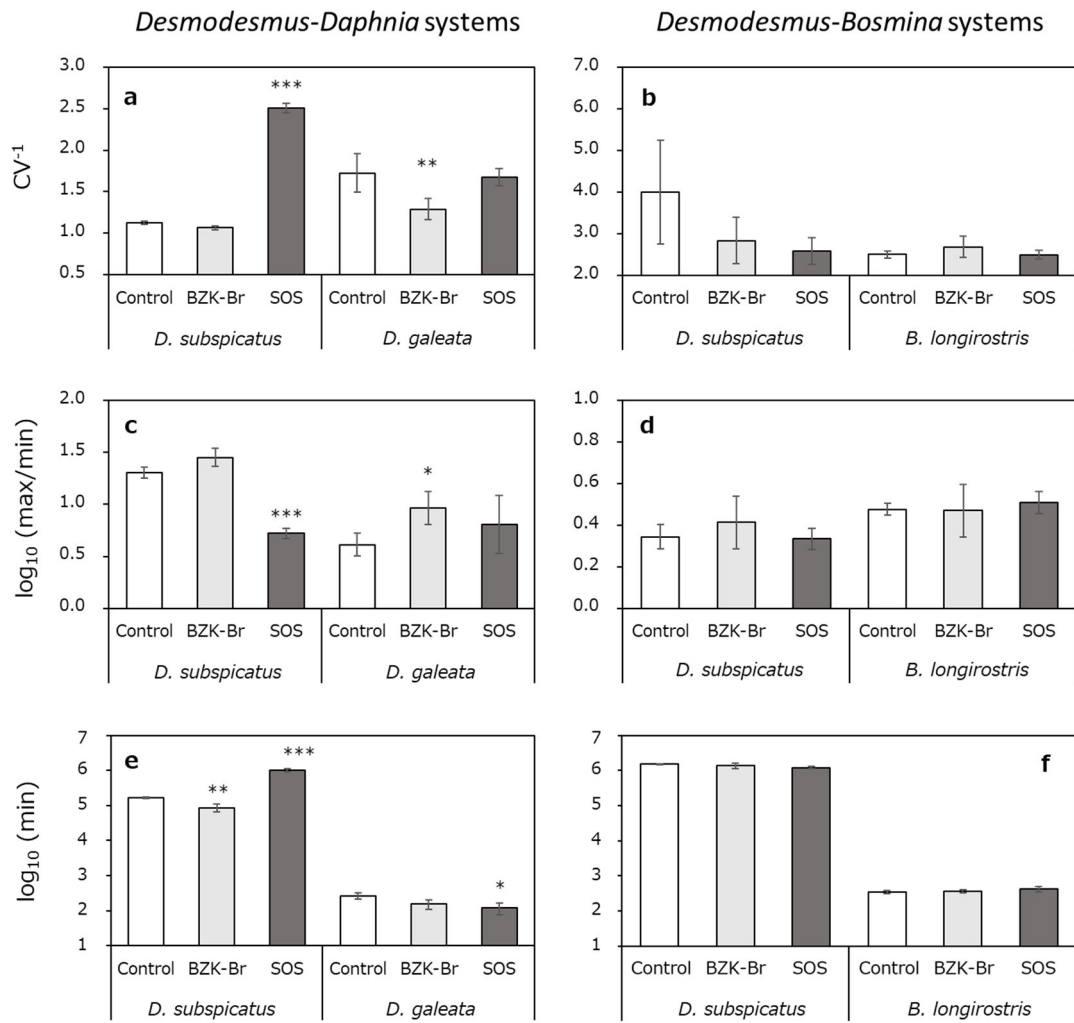 Desmodesmus-Daphnia systems
Desmodesmus-Bosmina systems
CV-1
3.0
2.5
2.0
1.5
1.0
0.5
a
***
**
Control BZK-Br SOS Control BZK-Br SOS
D. subspicatus D. galeata
7.0
6.0
5.0
4.0
3.0
2.0
b
Control BZK-Br SOS Control BZK-Br SOS
D. subspicatus B. longirostris
log10 (max/min)
2.0
1.5
1.0
0.5
0.0
c
***
*
Control BZK-Br SOS Control BZK-Br SOS
D. subspicatus D. galeata
1.0
0.8
0.6
0.4
0.2
0.0
d
Control BZK-Br SOS Control BZK-Br SOS
D. subspicatus B. longirostris
log10 (min)
7
6
5
4
3
2
1
e
**
***
*
Control BZK-Br SOS Control BZK-Br SOS
D. subspicatus D. galeata
7
6
5
4
3
2
1
f
Control BZK-Br SOS Control BZK-Br SOS
D. subspicatus B. longirostris